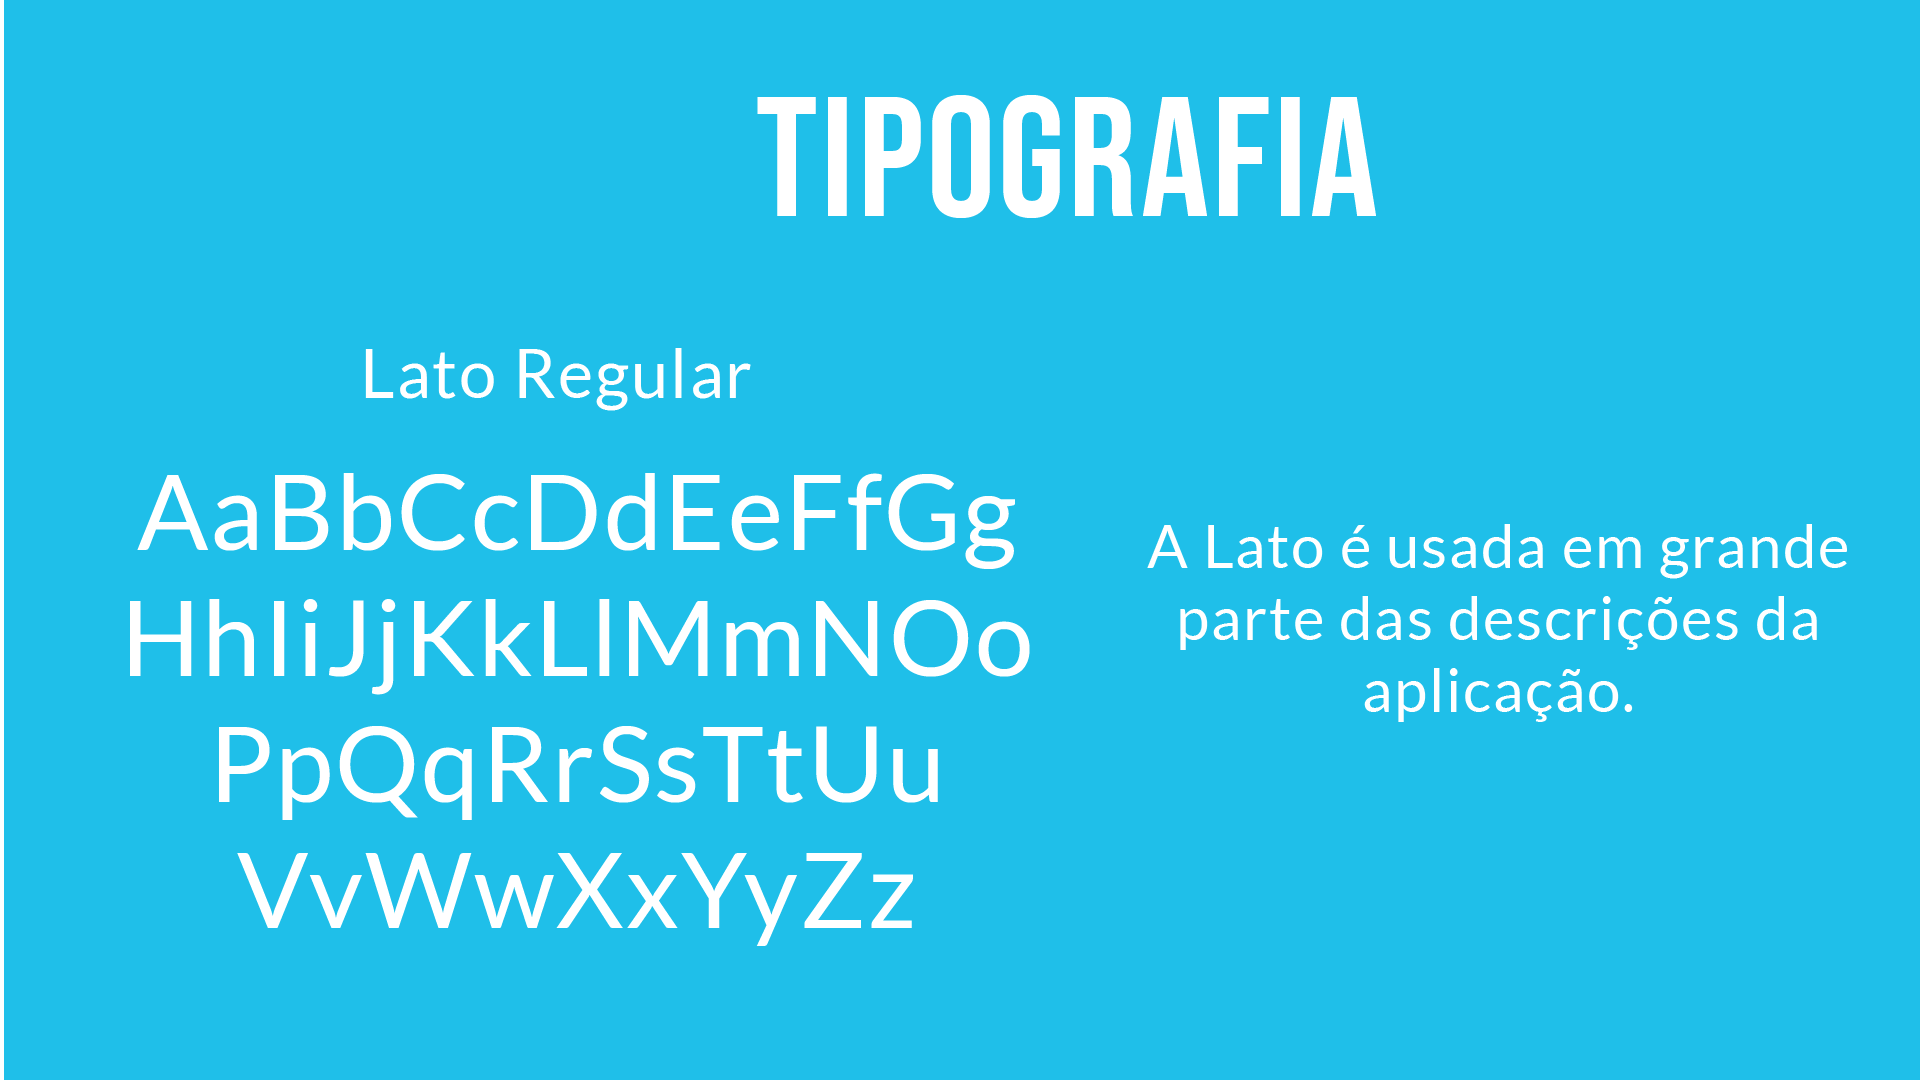 TIPOGRAFIA
Lato Regular
AaBbCcDdEeFfGg
HhIiJjKkLlMmNOo
PpQqRrSsTtUu
VvWwXxYyZz
A Lato é usada em grande
parte das descrições da
aplicação.